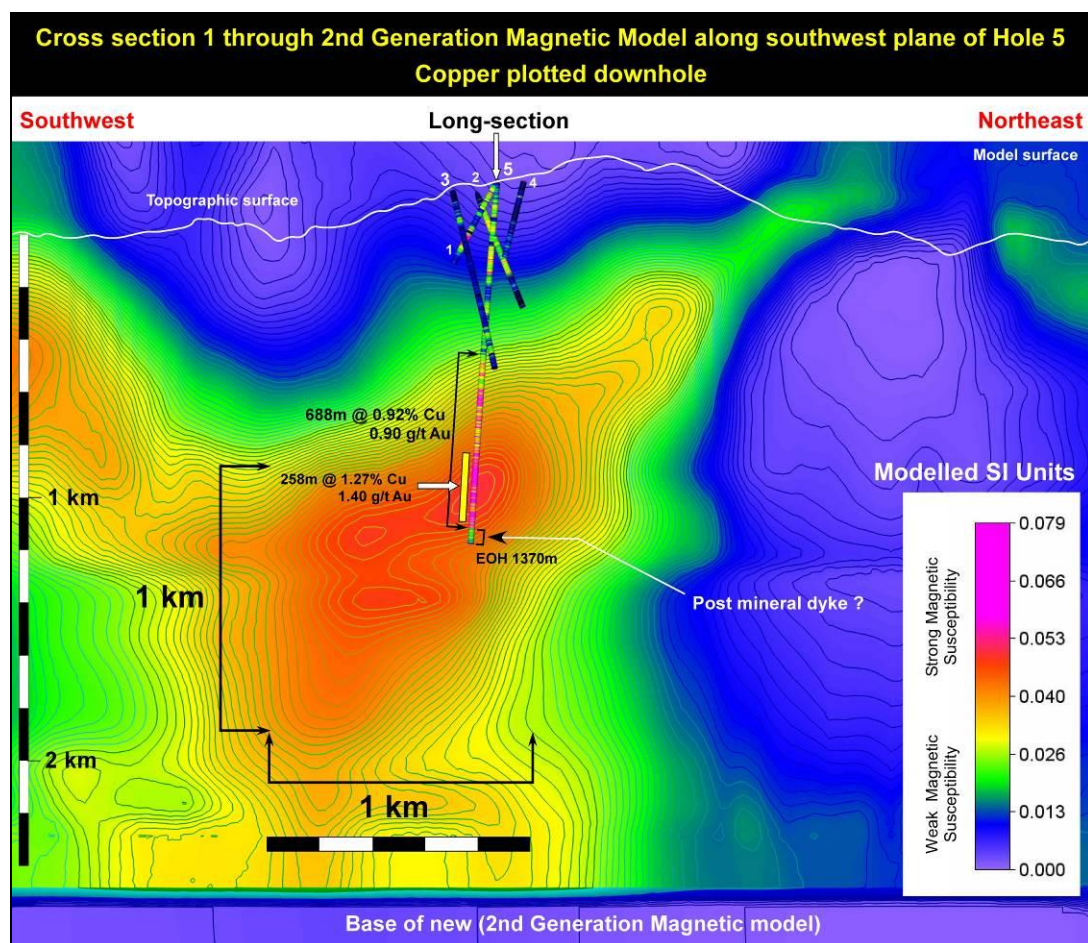 Cross section 1 through 2nd Generation Magnetic Model along southwest plane of Hole 5
Copper plotted downhole
Southwest
Long-section
Northeast
Model surface
Topographic surface
3
2
5
4
1
688m @ 0.92% Cu
0.90 g/t Au
258m @ 1.27% Cu
1.40 g/t Au
EOH 1370m
Post mineral dyke ?
1 km
2 km
1 km
1 km
Modelled SI Units
Strong Magnetic
Susceptibility
Weak Magnetic
Susceptibility
0.079
0.066
0.053
0.040
0.026
0.013
0.000
Base of new (2nd Generation Magnetic model)